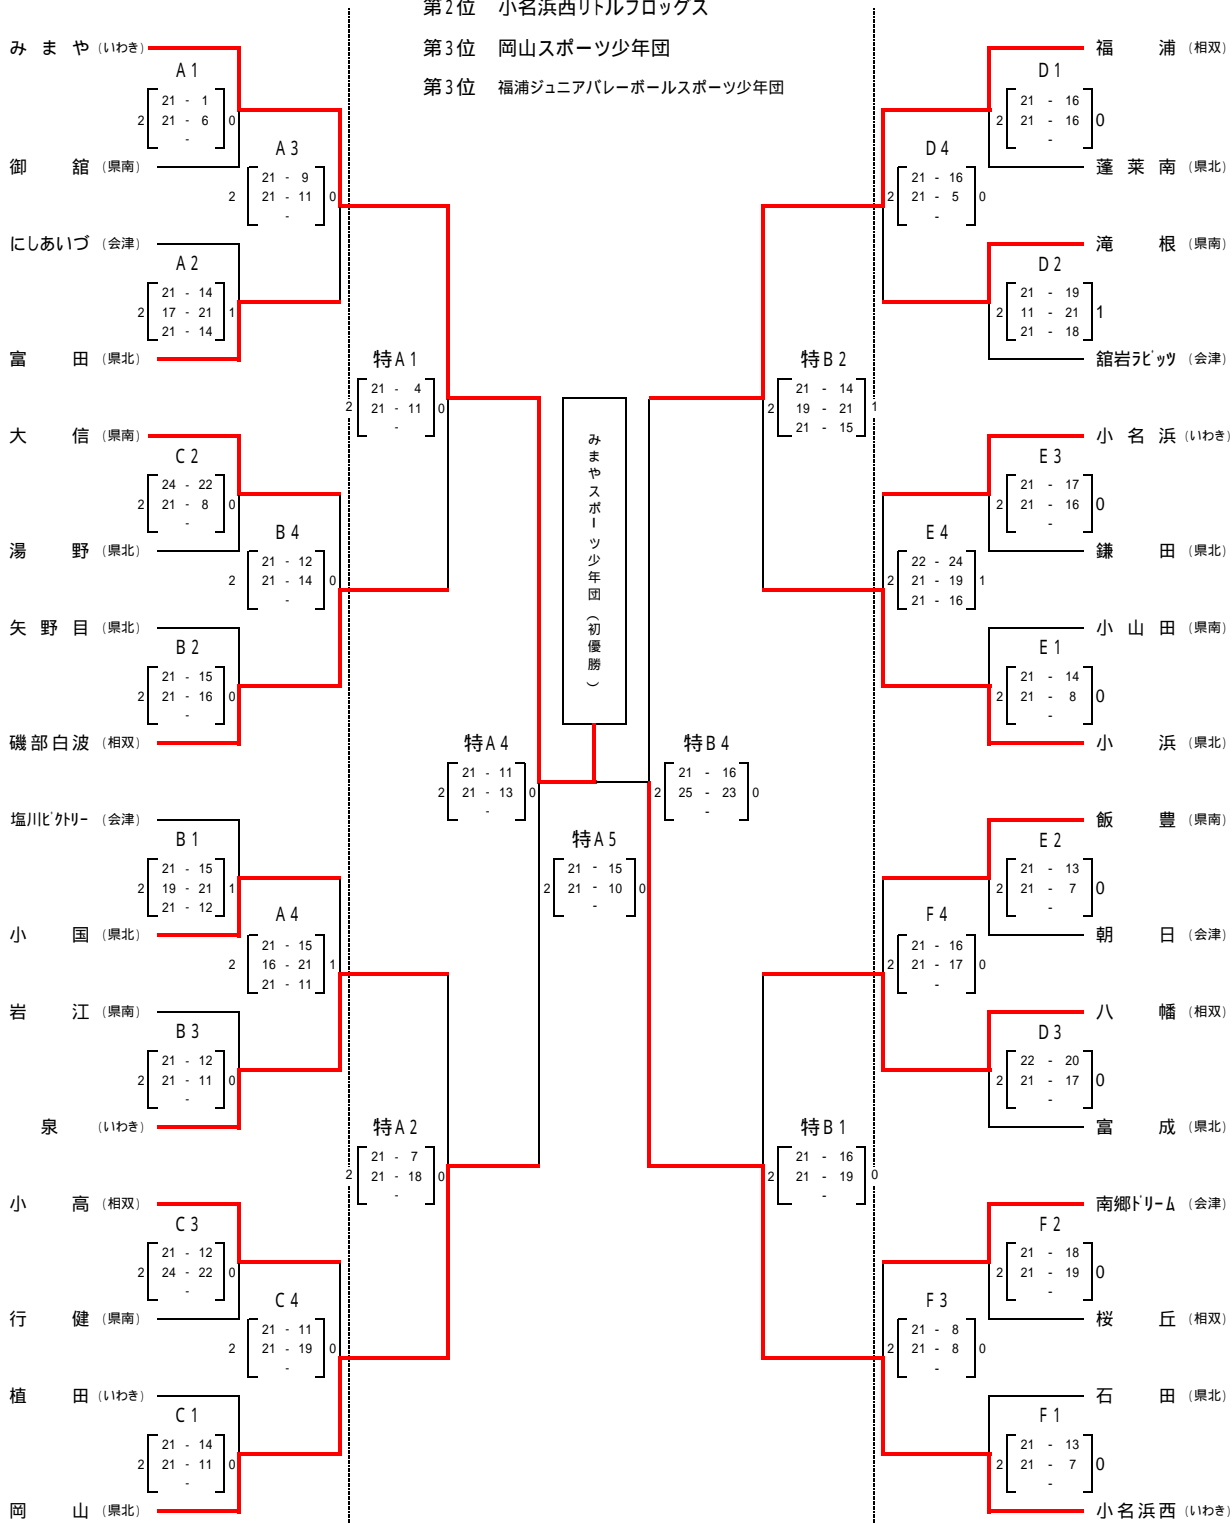 第2位 小名浜西リトルフロッグス
第3位 岡山スポーツ少年団
第3位 福浦ジュニアバレーボールスポーツ少年団
みまや (いわき)
A1
2 21 - 1 0
21 - 6
-
御舘 (県南)
A3
2 21 - 9 0
21 - 11
-
にしあいづ (会津)
A2
2 21 - 14 1
17 - 21
21 - 14
富田 (県北)
特A1
2 21 - 4 0
21 - 11
-
大信 (県南)
C2
2 24 - 22 0
21 - 8
-
湯野 (県北)
B4
2 21 - 12 0
21 - 14
-
矢野目 (県北)
B2
2 21 - 15 0
21 - 16
-
磯部白波 (相双)
特A4
2 21 - 11 0
21 - 13
-
塩川ビクトリー (会津)
B1
2 21 - 15 1
19 - 21
21 - 12
小国 (県北)
A4
2 21 - 15 1
16 - 21
21 - 11
岩江 (県南)
B3
2 21 - 12 0
21 - 11
-
泉 (いわき)
特A2
2 21 - 7 0
21 - 18
-
小高 (相双)
C3
2 21 - 12 0
24 - 22
-
行健 (県南)
C4
2 21 - 11 0
21 - 19
-
植田 (いわき)
C1
2 21 - 14 0
21 - 11
-
岡山 (県北)
みまやスポーツ少年団(初優勝)
特A5
2 21 - 15 0
21 - 10
-
福浦 (相双)
D1
2 21 - 16 0
21 - 16
-
蓬莱南 (県北)
D4
2 21 - 16 0
21 - 5
-
滝根 (県南)
D2
2 21 - 19 1
11 - 21
21 - 18
舘岩ラビッツ (会津)
特B2
2 21 - 14 1
19 - 21
21 - 15
小名浜 (いわき)
E3
2 21 - 17 0
21 - 16
-
鎌田 (県北)
E4
2 22 - 24 1
21 - 19
21 - 16
小山田 (県南)
E1
2 21 - 14 0
21 - 8
-
小浜 (県北)
特B4
2 21 - 16 0
25 - 23
-
飯豊 (県南)
E2
2 21 - 13 0
21 - 7
-
朝日 (会津)
F4
2 21 - 16 0
21 - 17
-
八幡 (相双)
D3
2 22 - 20 0
21 - 17
-
富成 (県北)
特B1
2 21 - 16 0
21 - 19
-
南郷ドリーム (会津)
F2
2 21 - 18 0
21 - 19
-
桜丘 (相双)
F3
2 21 - 8 0
21 - 8
-
石田 (県北)
F1
2 21 - 13 0
21 - 7
-
小名浜西 (いわき)